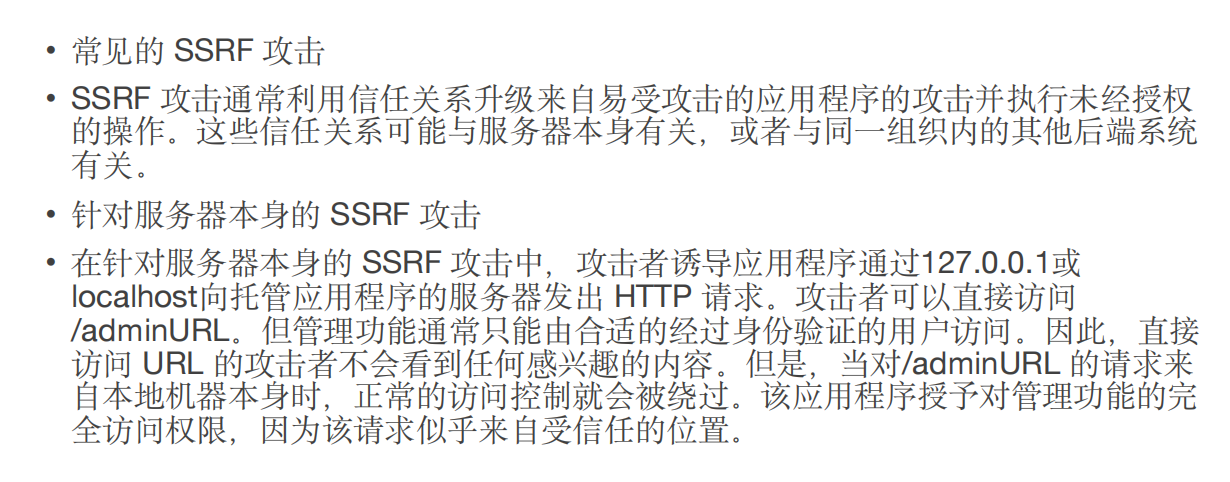 • 常见的 SSRF 攻击
• SSRF 攻击通常利用信任关系升级来自易受攻击的应用程序的攻击并执行未经授权
的操作。这些信任关系可能与服务器本身有关，或者与同一组织内的其他后端系统
有关。
• 针对服务器本身的 SSRF 攻击
• 在针对服务器本身的 SSRF 攻击中，攻击者诱导应用程序通过127.0.0.1或
localhost向托管应用程序的服务器发出 HTTP 请求。攻击者可以直接访问
/adminURL。但管理功能通常只能由合适的经过身份验证的用户访问。因此，直接
访问 URL 的攻击者不会看到任何感兴趣的内容。但是，当对/adminURL 的请求来
自本地机器本身时，正常的访问控制就会被绕过。该应用程序授予对管理功能的完
全访问权限，因为该请求似乎来自受信任的位置。